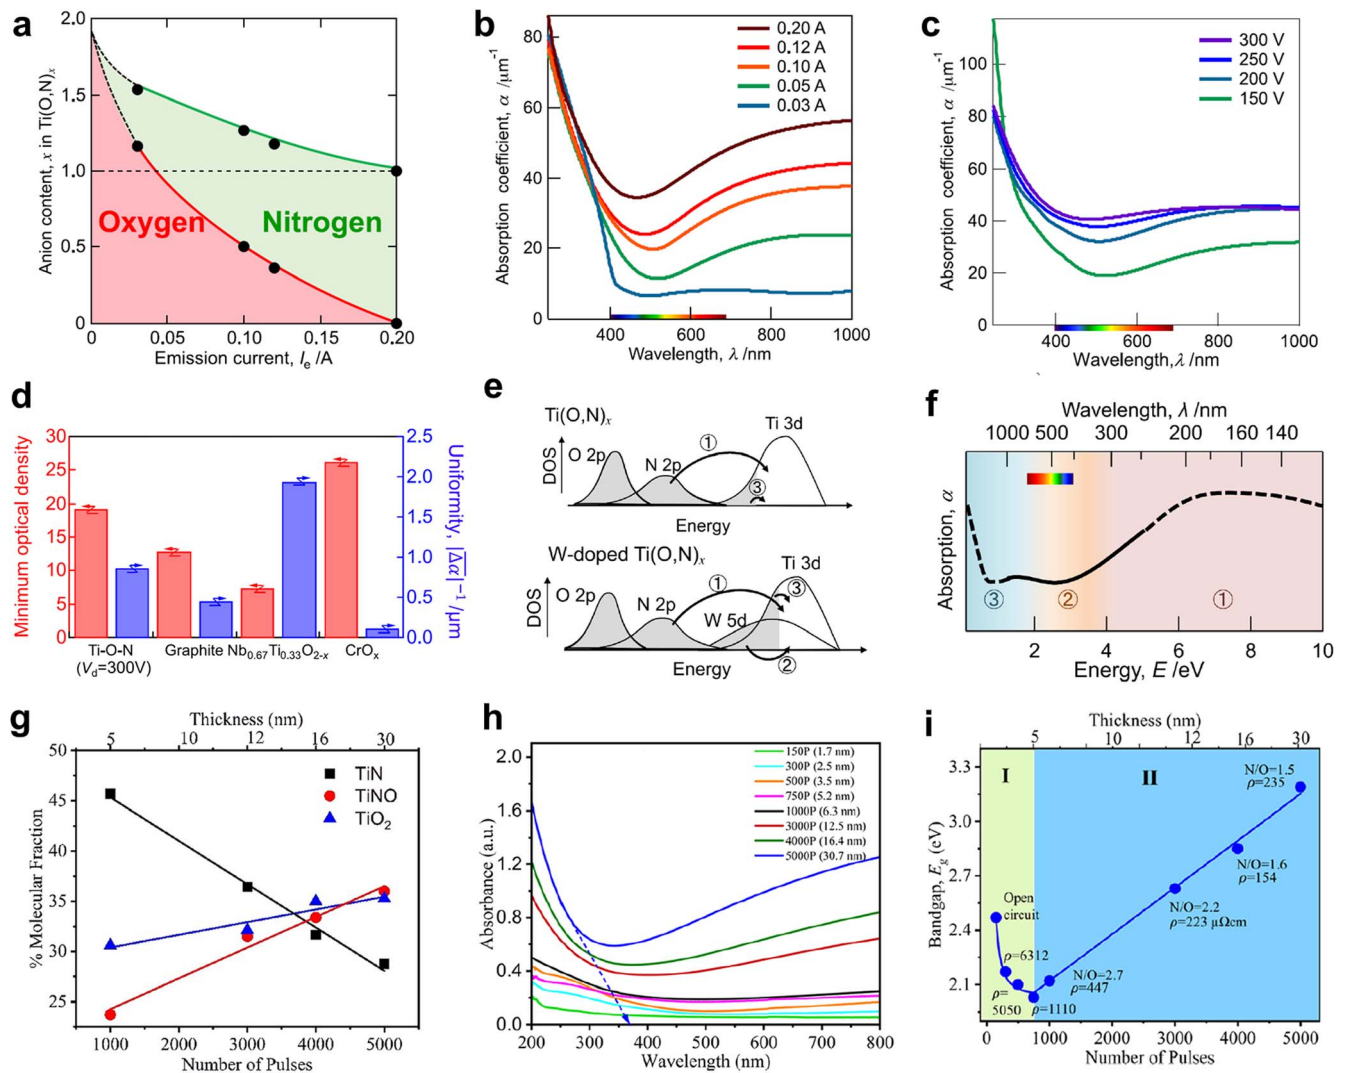 a
Anion content, x in Ti(O,N)x
2.0
1.5
1.0
0.5
0
Oxygen
Nitrogen
0
0.05
0.10
0.15
0.20
Emission current, Ie /A
b
Absorption coefficient, α /μm-1
80
60
40
20
0
0.20 A
0.12 A
0.10 A
0.05 A
0.03 A
400
600
800
1000
Wavelength, λ /nm
c
Absorption coefficient, α /μm-1
100
80
60
40
20
0
300 V
250 V
200 V
150 V
400
600
800
1000
Wavelength,λ /nm
d
Minimum optical density
30
25
20
15
10
5
0
2.5
2.0
1.5
1.0
0.5
0.0
Uniformity, |Δα|-1/μm
Ti-O-N
(Vd=300V)
Graphite
Nb0.67Ti0.33O2-x
CrOx
e
Ti(O,N)x
DOS
O 2p
N 2p
①
Ti 3d
③
Energy
W-doped Ti(O,N)x
DOS
O 2p
N 2p
①
W 5d
Ti 3d
③
②
Energy
f
Wavelength, λ /nm
1000
500
300
200
160
140
Absorption, α
③
②
①
2
4
6
8
10
Energy, E /eV
g
Thickness (nm)
5
10
12
16
30
% Molecular Fraction
50
45
40
35
30
25
TiN
TiNO
TiO2
1000
2000
3000
4000
5000
Number of Pulses
h
Absorbance (a.u.)
2.0
1.6
1.2
0.8
0.4
0.0
150P (1.7 nm)
300P (2.5 nm)
500P (3.5 nm)
750P (5.2 nm)
1000P (6.3 nm)
3000P (12.5 nm)
4000P (16.4 nm)
5000P (30.7 nm)
200
300
400
500
600
700
800
Wavelength (nm)
i
Thickness (nm)
5
10
12
16
30
Bandgap, Eg (eV)
3.3
3.0
2.7
2.4
2.1
I
II
N/O=1.5
ρ=235
N/O=1.6
ρ=154
N/O=2.2
ρ=223 μΩcm
Open
circuit
ρ=6312
N/O=2.7
ρ=447
ρ=
5050
ρ=1110
0
1000
2000
3000
4000
5000
Number of Pulses